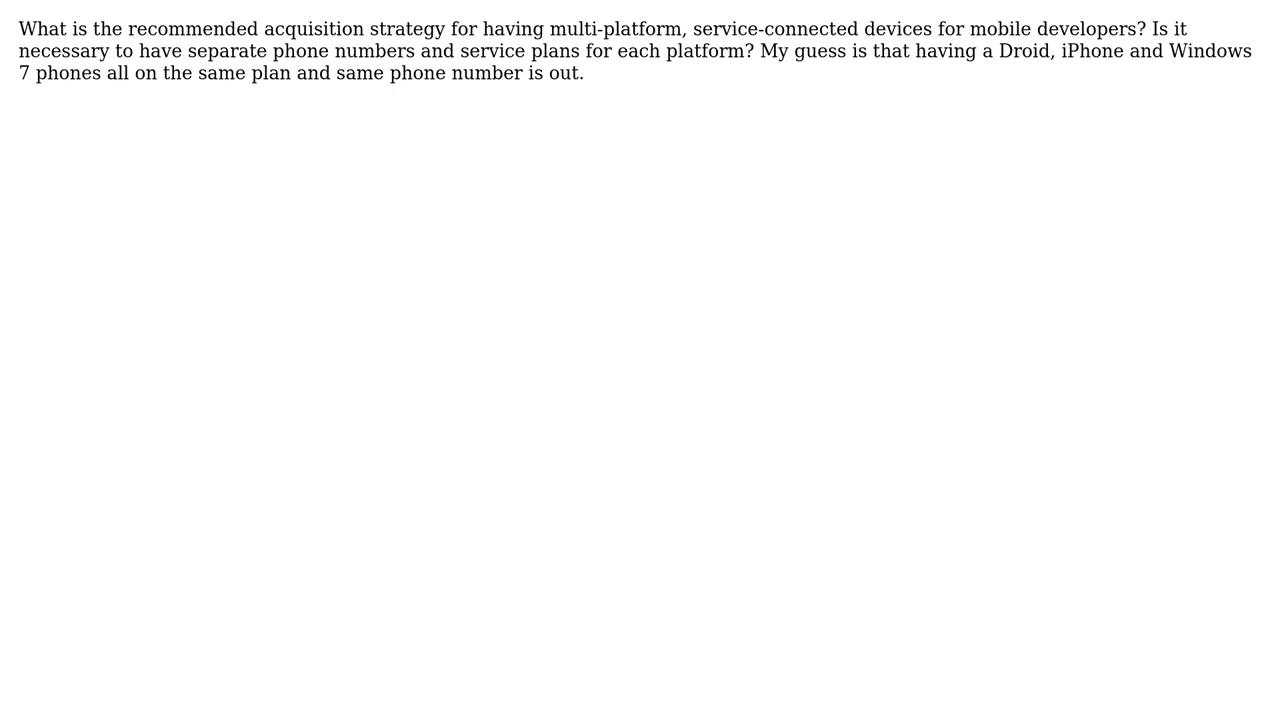 What is the recommended acquisition strategy for having multi-platform, service-connected devices for mobile developers? Is it
necessary to have separate phone numbers and service plans for each platform? My guess is that having a Droid, iPhone and Windows
7 phones all on the same plan and same phone number is out.